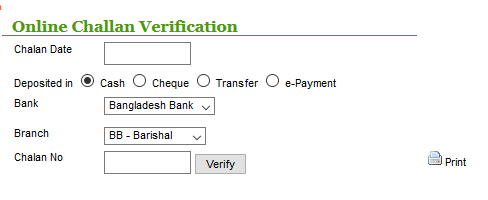 Online Challan Verification
Chalan Date
Deposited in Cash Cheque Transfer e-Payment
Bank Bangladesh Bank
Branch BB - Barishal
Chalan No Verify Print